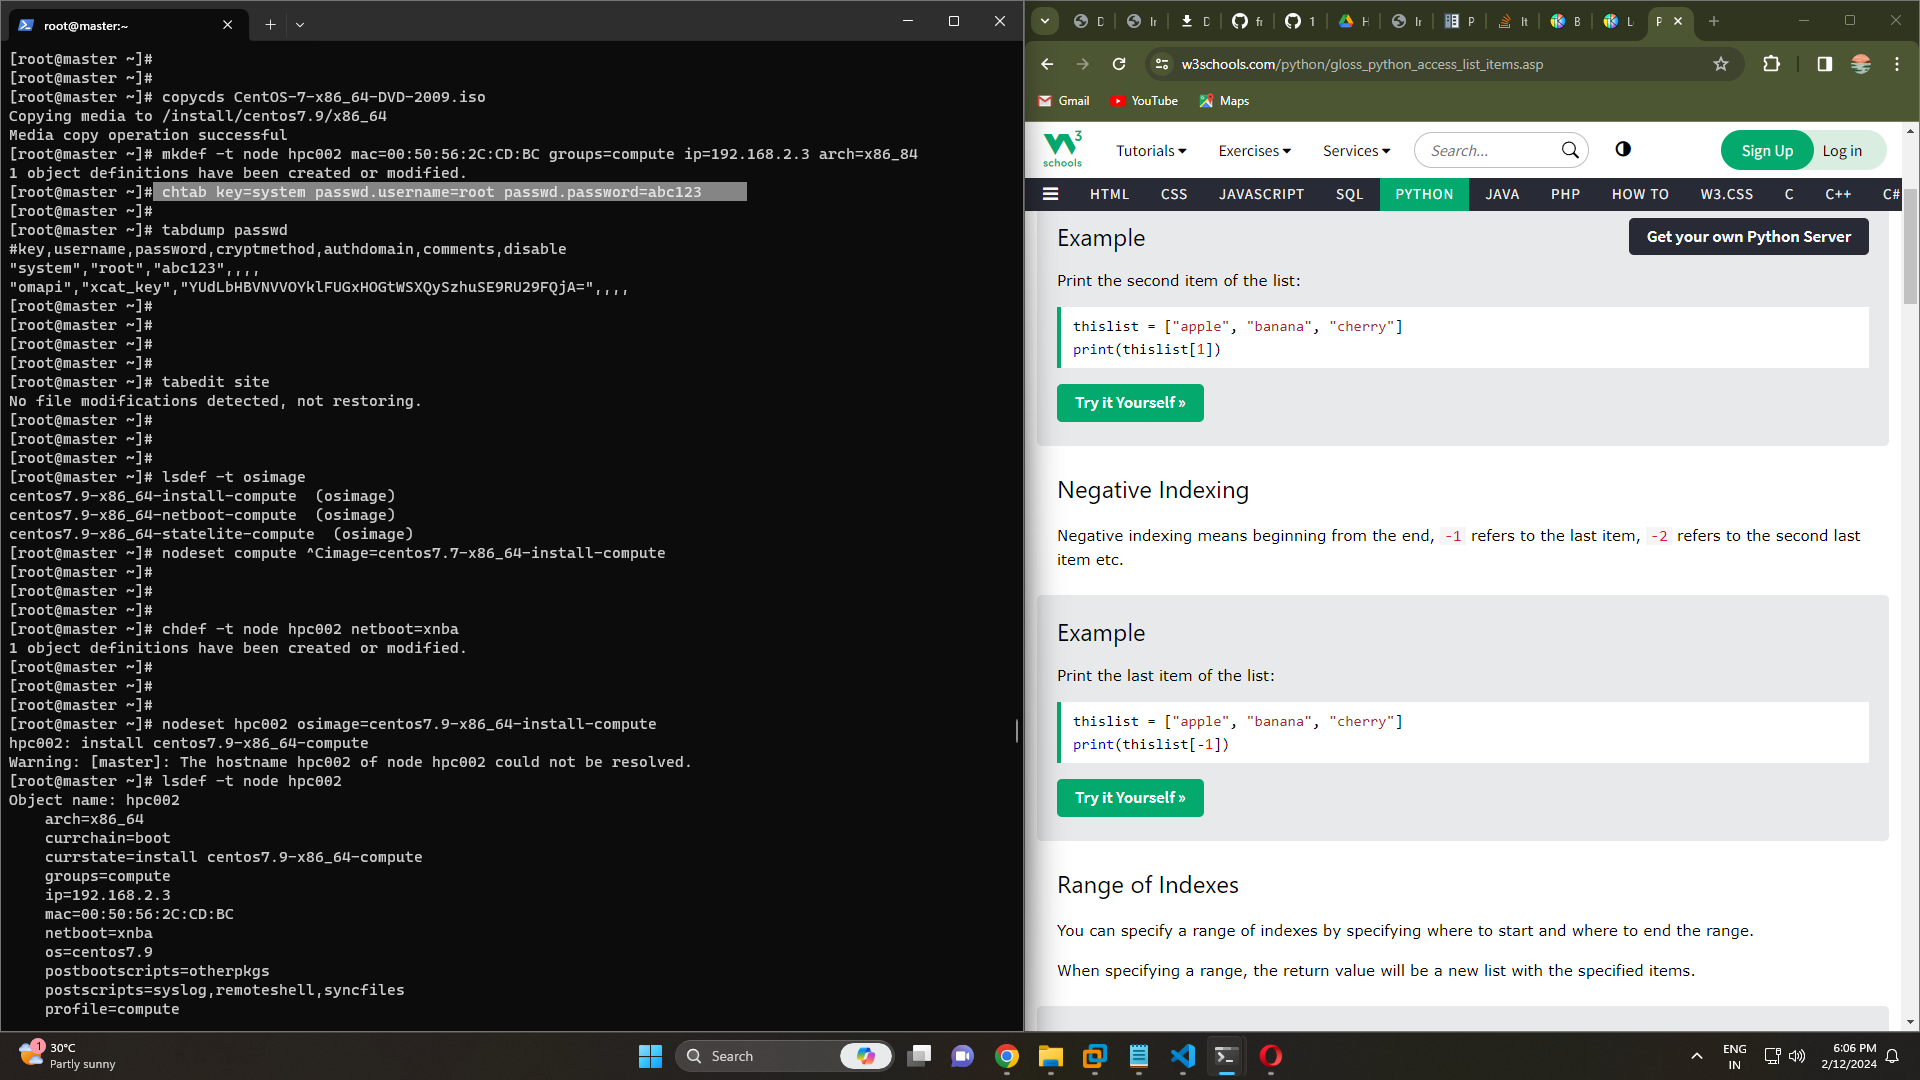 root@master:~
[root@master ~]#
[root@master ~]#
[root@master ~]# copycds CentOS-7-x86_64-DVD-2009.iso
Copying media to /install/centos7.9/x86_64
Media copy operation successful
[root@master ~]# mkdef -t node hpc002 mac=00:50:56:2C:CD:BC groups=compute ip=192.168.2.3 arch=x86_84
1 object definitions have been created or modified.
[root@master ~]# chtab key=system passwd.username=root passwd.password=abc123
[root@master ~]#
[root@master ~]# tabdump passwd
#key,username,password,cryptmethod,authdomain,comments,disable
"system","root","abc123",,,,
"omapi","xcat_key","YUdLbHBVNVVOYklFUGxHOGtWSXQySzhuSE9RU29FQjA=",,,,
[root@master ~]#
[root@master ~]#
[root@master ~]#
[root@master ~]#
[root@master ~]# tabedit site
No file modifications detected, not restoring.
[root@master ~]#
[root@master ~]#
[root@master ~]#
[root@master ~]# lsdef -t osimage
centos7.9-x86_64-install-compute  (osimage)
centos7.9-x86_64-netboot-compute  (osimage)
centos7.9-x86_64-statelite-compute  (osimage)
[root@master ~]# nodeset compute ^Cimage=centos7.7-x86_64-install-compute
[root@master ~]#
[root@master ~]#
[root@master ~]#
[root@master ~]# chdef -t node hpc002 netboot=xnba
1 object definitions have been created or modified.
[root@master ~]#
[root@master ~]#
[root@master ~]#
[root@master ~]# nodeset hpc002 osimage=centos7.9-x86_64-install-compute
hpc002: install centos7.9-x86_64-compute
Warning: [master]: The hostname hpc002 of node hpc002 could not be resolved.
[root@master ~]# lsdef -t node hpc002
Object name: hpc002
    arch=x86_64
    currchain=boot
    currstate=install centos7.9-x86_64-compute
    groups=compute
    ip=192.168.2.3
    mac=00:50:56:2C:CD:BC
    netboot=xnba
    os=centos7.9
    postbootscripts=otherpkgs
    postscripts=syslog,remoteshell,syncfiles
    profile=compute
D Ir D fr 1 H Ir P It B L P
w3schools.com/python/gloss_python_access_list_items.asp
Gmail YouTube Maps
W3 schools Tutorials Exercises Services Search... Sign Up Log in
HTML CSS JAVASCRIPT SQL PYTHON JAVA PHP HOW TO W3.CSS C C++ C#
Example
Get your own Python Server
Print the second item of the list:
thislist = ["apple", "banana", "cherry"]
print(thislist[1])
Try it Yourself »
Negative Indexing
Negative indexing means beginning from the end, -1 refers to the last item, -2 refers to the second last
item etc.
Example
Print the last item of the list:
thislist = ["apple", "banana", "cherry"]
print(thislist[-1])
Try it Yourself »
Range of Indexes
You can specify a range of indexes by specifying where to start and where to end the range.
When specifying a range, the return value will be a new list with the specified items.
1
30°C
Partly sunny
Search
ENG
IN
6:06 PM
2/12/2024